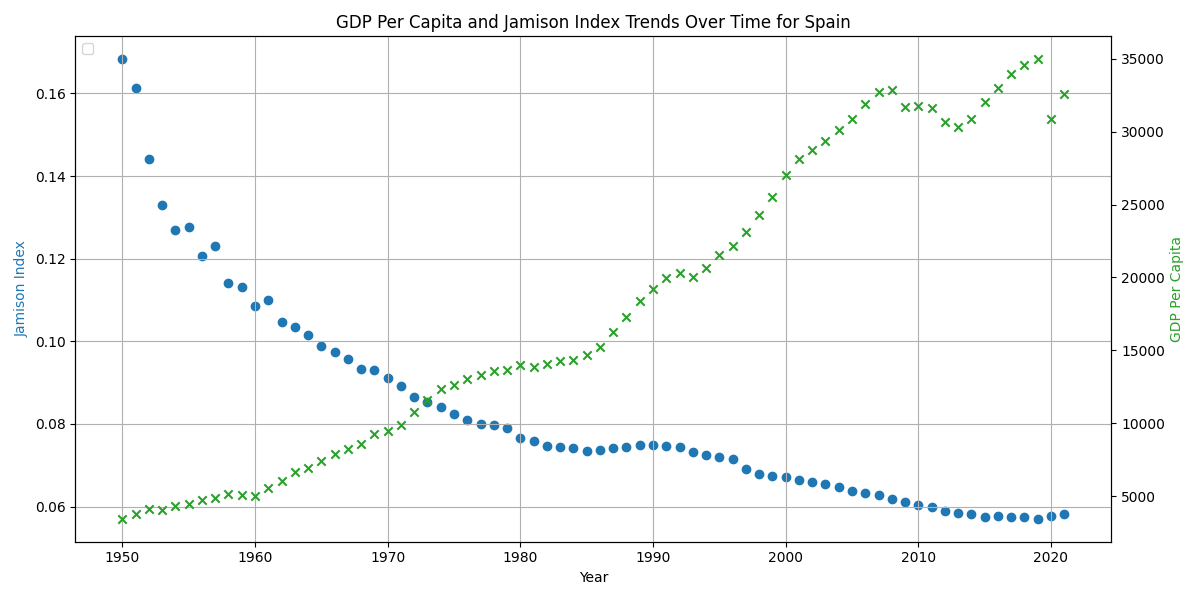 GDP Per Capita and Jamison Index Trends Over Time for Spain
Jamison Index
0.16
0.14
0.12
0.10
0.08
0.06
35000
30000
25000
20000
15000
10000
5000
GDP Per Capita
1950 1960 1970 1980 1990 2000 2010 2020
Year